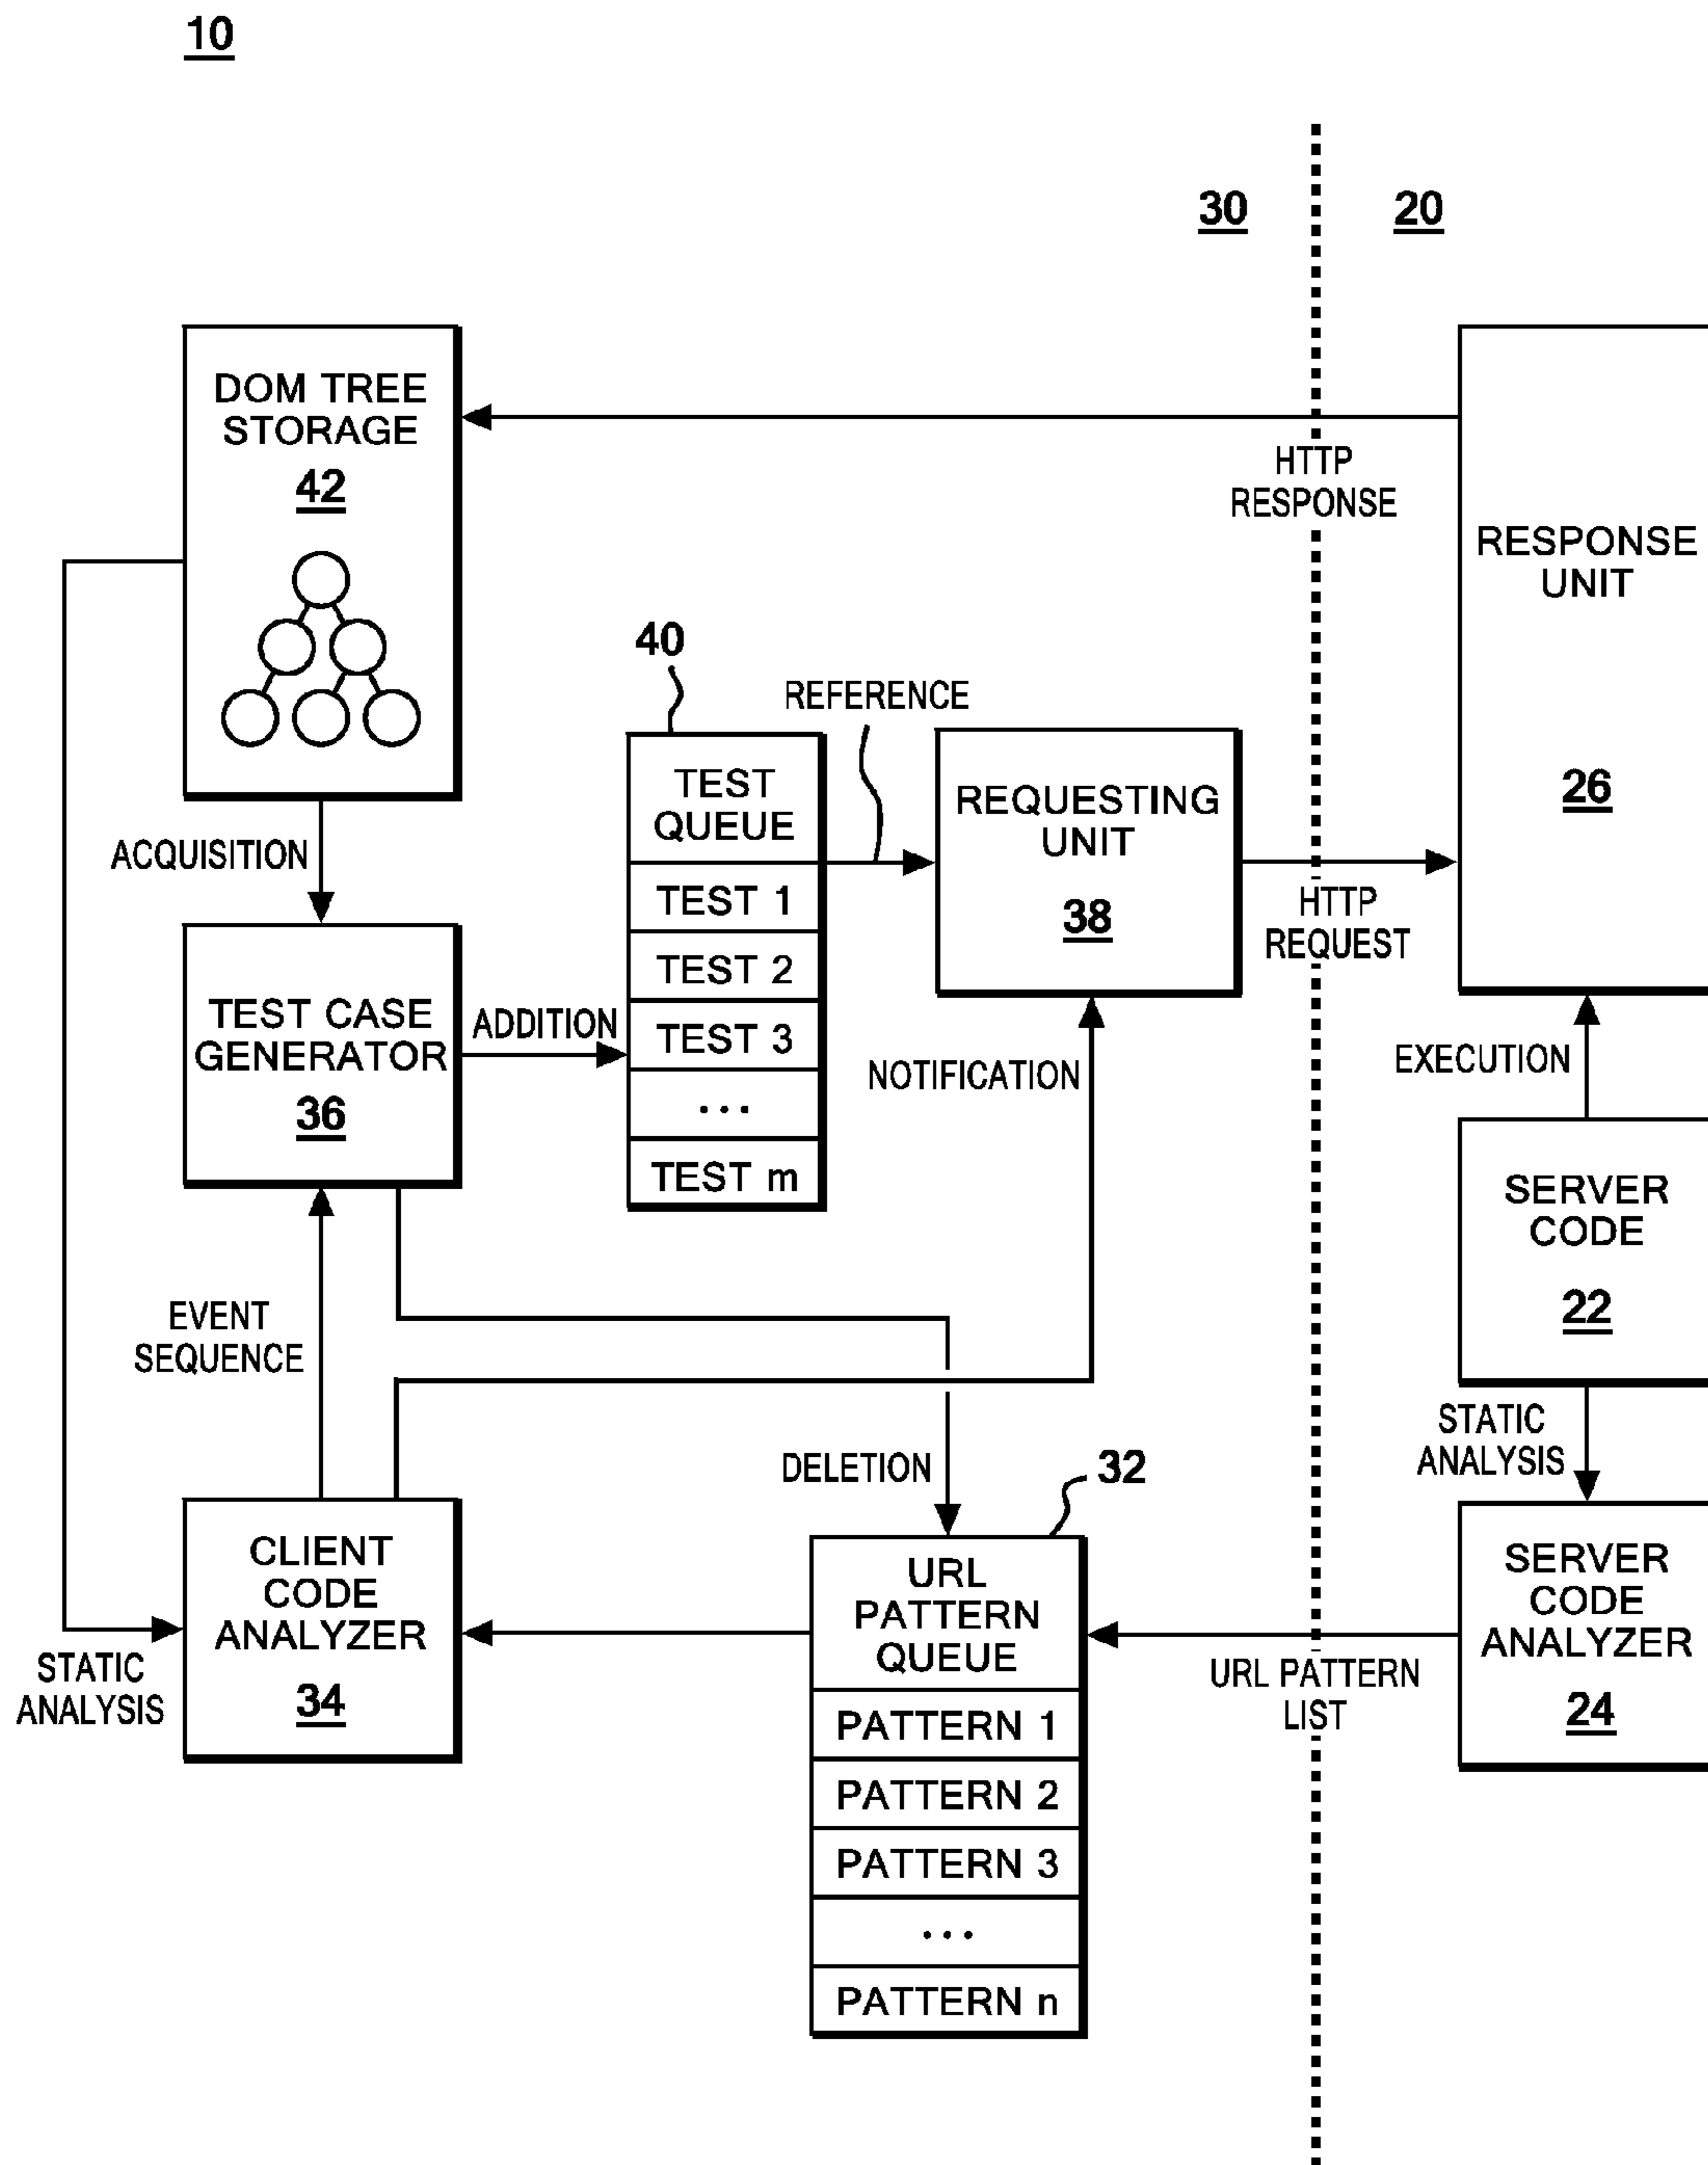 10
30
20
DOM TREE
STORAGE
42
HTTP
RESPONSE
RESPONSE
UNIT
26
40
REFERENCE
TEST
QUEUE
TEST 1
TEST 2
TEST 3
...
TEST m
REQUESTING
UNIT
38
HTTP
REQUEST
ACQUISITION
TEST CASE
GENERATOR
36
ADDITION
NOTIFICATION
EXECUTION
SERVER
CODE
22
EVENT
SEQUENCE
STATIC
ANALYSIS
DELETION
32
CLIENT
CODE
ANALYZER
34
STATIC
ANALYSIS
URL
PATTERN
QUEUE
PATTERN 1
PATTERN 2
PATTERN 3
...
PATTERN n
URL PATTERN
LIST
SERVER
CODE
ANALYZER
24